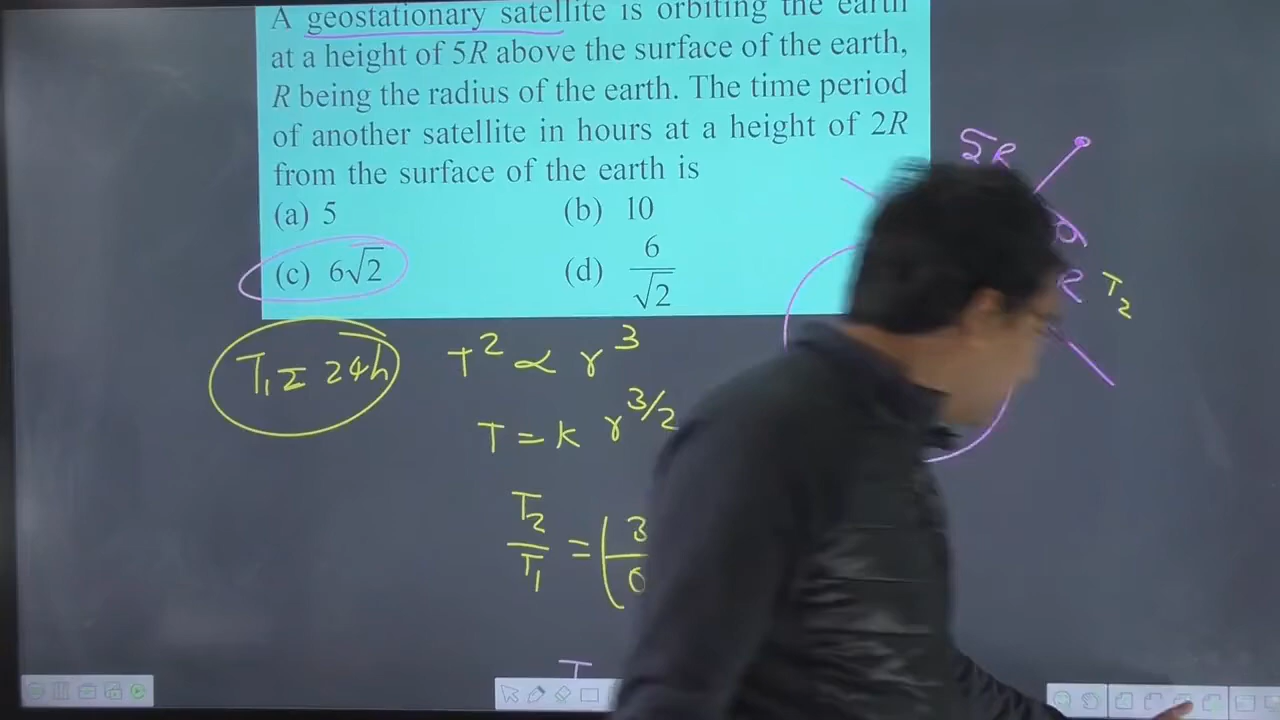 A geostationary satellite is orbiting the earth
at a height of 5R above the surface of the earth,
R being the radius of the earth. The time period
of another satellite in hours at a height of 2R
from the surface of the earth is
(a) 5 (b) 10
(c) 6√2 (d) 6/√2
5R
R T₂
T₁ = 24h
T² ∝ r³
T = K r^3/2
T₂/T₁ = (3/6
T